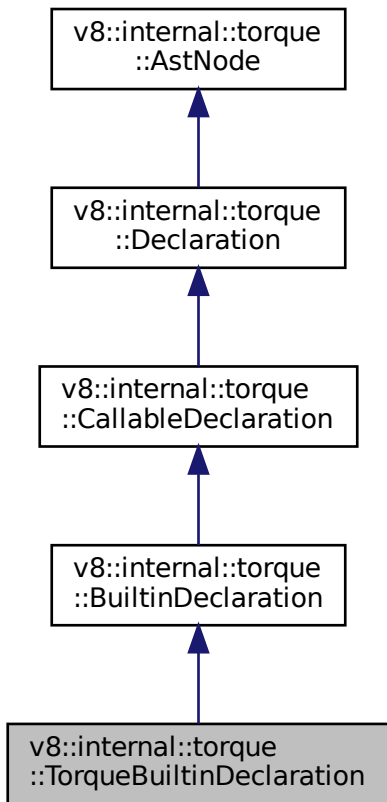 v8::internal::torque
::AstNode
v8::internal::torque
::Declaration
v8::internal::torque
::CallableDeclaration
v8::internal::torque
::BuiltinDeclaration
v8::internal::torque
::TorqueBuiltinDeclaration